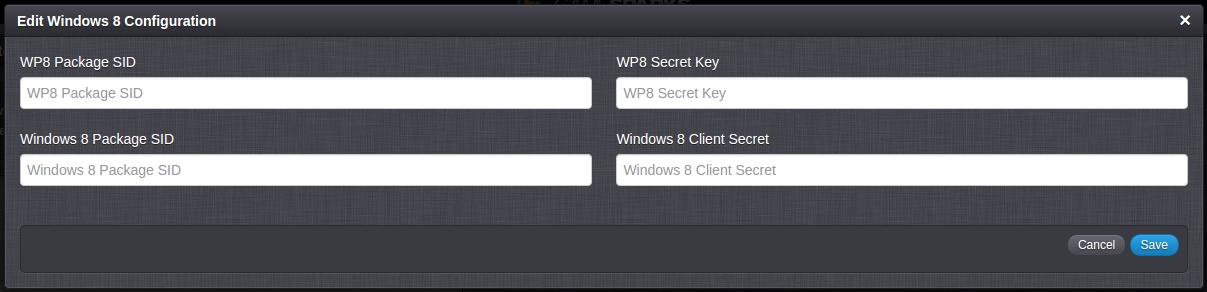 Edit Windows 8 Configuration ×
WP8 Package SID WP8 Secret Key
WP8 Package SID WP8 Secret Key
Windows 8 Package SID Windows 8 Client Secret
Windows 8 Package SID Windows 8 Client Secret
Cancel Save